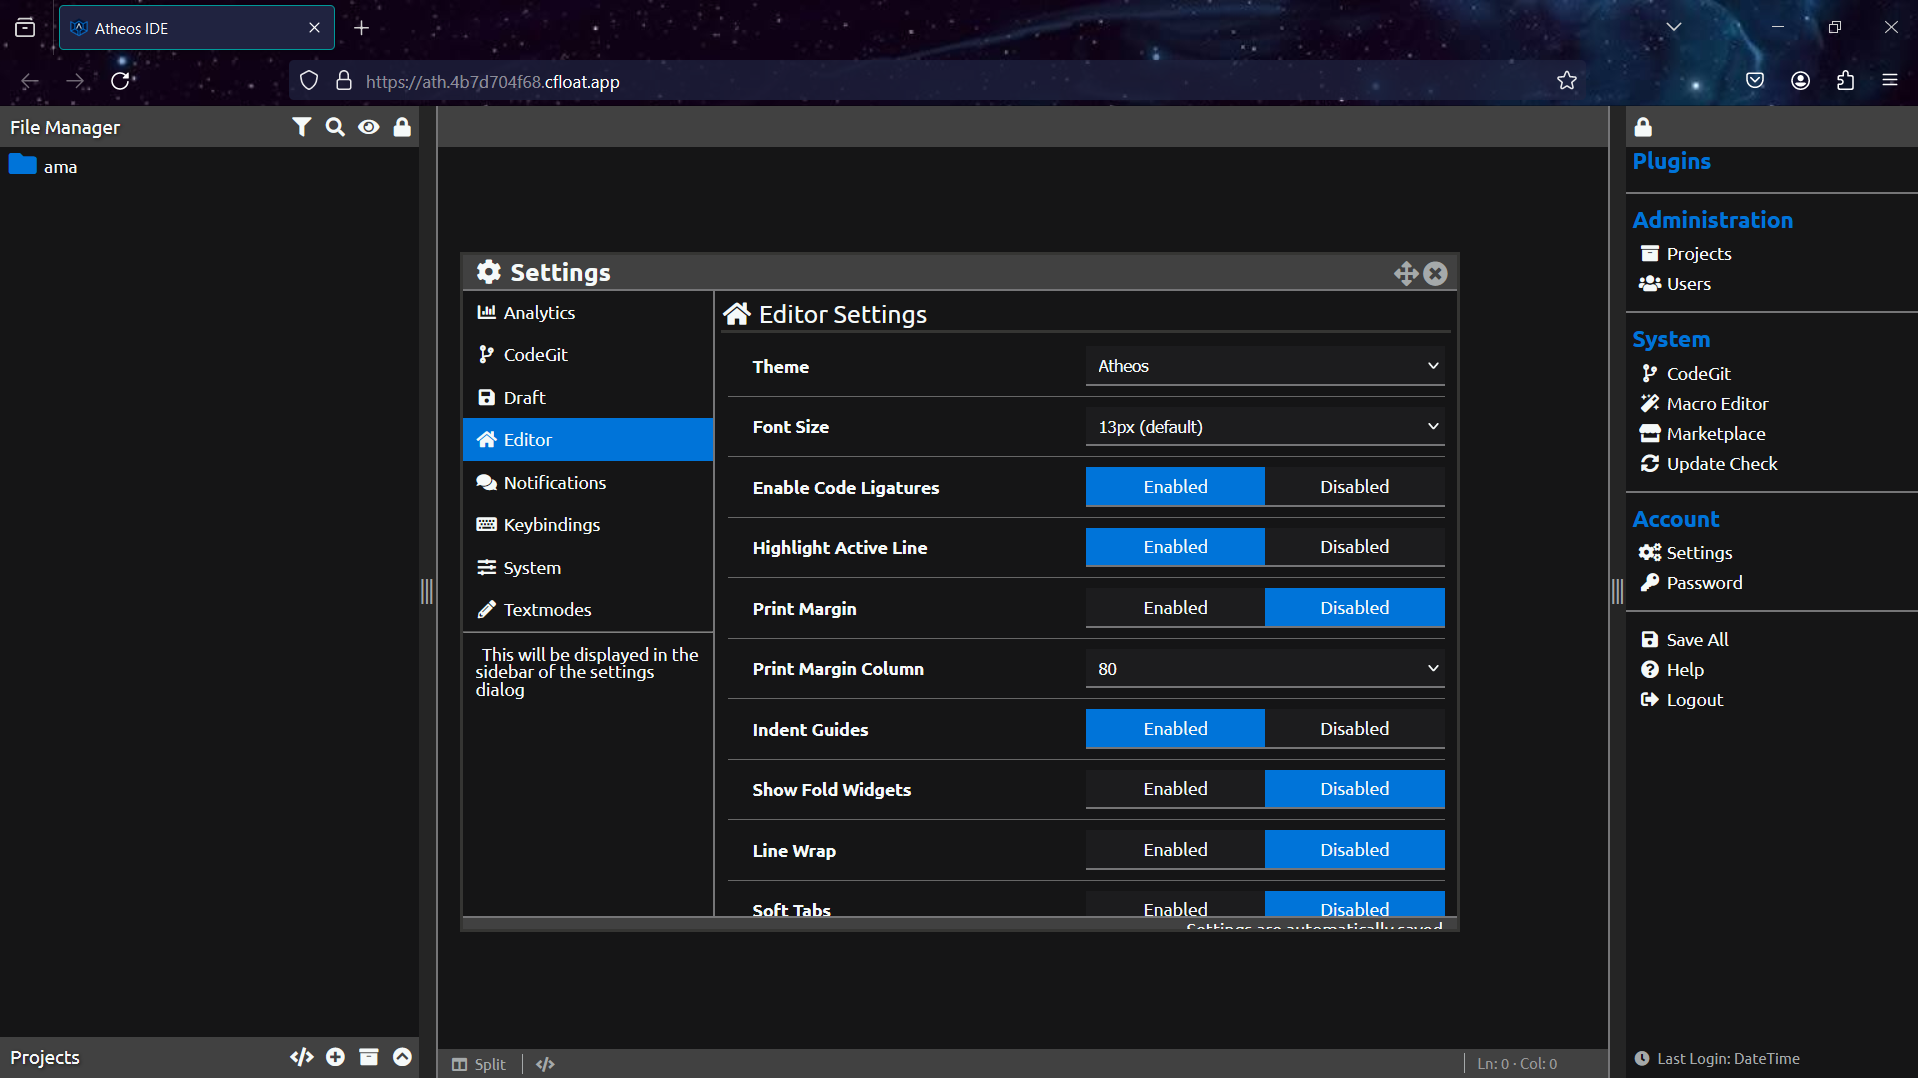 Atheos IDE
https://ath.4b7d704f68.cfloat.app
File Manager
ama
Settings
Analytics
CodeGit
Draft
Editor
Notifications
Keybindings
System
Textmodes
This will be displayed in the
sidebar of the settings
dialog
Editor Settings
Theme Atheos
Font Size 13px (default)
Enable Code Ligatures Enabled Disabled
Highlight Active Line Enabled Disabled
Print Margin Enabled Disabled
Print Margin Column 80
Indent Guides Enabled Disabled
Show Fold Widgets Enabled Disabled
Line Wrap Enabled Disabled
Soft Tabs Enabled Disabled
Settings are automatically saved
Plugins
Administration
Projects
Users
System
CodeGit
Macro Editor
Marketplace
Update Check
Account
Settings
Password
Save All
Help
Logout
Projects
Split
Ln: 0 · Col: 0
Last Login: DateTime